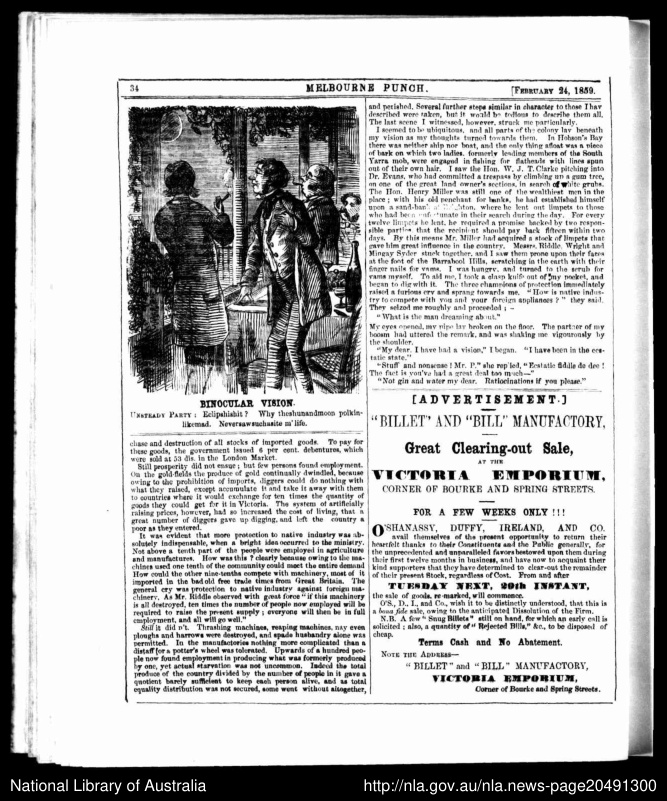 34
MELBOURNE PUNCH.
[FEBRUARY 24, 1859.
BINOCULAR VISION.
UNSTEADY PARTY: Eclipshisbit? Why theshunandmoon polkin-
likemad. Neversawsuchasite m'life.
chase and destruction of all stocks of imported goods. To pay for
these goods, the government issued 6 per cent. debentures, which
were sold at 53 dis. in the London Market.
Still prosperity did not ensue; but few persons found employment.
On the gold-fields the produce of gold continually dwindled, because
owing to the prohibition of imports, diggers could do nothing with
what they raised, except accumulate it and take it away with them
to countries where it would exchange for ten times the quantity of
goods they could get for it in Victoria. The system of artificially
raising prices, however, had so increased the cost of living, that a
great number of diggers gave up digging, and left the country a
poor as they entered.
It was evident that more protection to native industry was ab-
solutely indispensable, when a bright idea occurred to the ministry.
Not above a tenth part of the people were employed in agriculture
and manufactures. How was this? clearly because owing to the ma-
chines used one tenth of the community could meet the entire demand
How could the other nine-tenths compete with machinery, most of it
imported in the bad old free trade times from Great Britain. The
general cry was protection to native industry against foreign ma-
chinery. As Mr. Riddle observed with great force "if this machinery
is all destroyed, ten times the number of people now employed will be
required to raise the present supply; everyone will then be in full
employment, and all will go well."
Still it did n't. Thrashing machines, reaping machines, nay even
ploughs and harrows were destroyed, and spade husbandry alone was
permitted. In the manufactories nothing more complicated than a
distaff or a potter's wheel was tolerated. Upwards of a hundred peo-
ple now found employment in producing what was formerly produced
by one, yet actual starvation was not uncommon. Indeed the total
produce of the country divided by the number of people in it gave a
quotient barely sufficient to keep each person alive, and as total
equality distribution was not secured, some went without altogether,
and perished. Several further steps similar in character to those I hav
described were taken, but it would be tedious to describe them all.
The last scene I witnessed, however, struck me particularly.
I seemed to be ubiquitous, and all parts of the colony lay beneath
my vision as my thoughts turned towards them. In Hobson's Bay
there was neither ship nor boat, and the only thing afloat was a piece
of bark on which two ladies, formerly leading members of the South
Yarra mob, were engaged in fishing for flatheads with lines spun
out of their own hair. I saw the Hon. W. J. T. Clarke pitching into
Dr. Evans, who had committed a trespass by climbing up a gum tree,
on one of the great land owner's sections, in search of white grubs.
The Hon. Henry Miller was still one of the wealthiest men in the
place; with his old penchant for banks, he had established himself
upon a sand-bank at, where he lent out limpets to those
who had been unfortunate in their search during the day. For every
twelve limpets he lent, he required a promise backed by two respon-
sible parties, that the recipient should pay back fifteen within two
days. By this means Mr. Miller had acquired a stock of limpets that
gave him great influence in the country. Messrs. Riddle, Wright and
Mingay Syder stuck together, and I saw them prone upon their faces
at the foot of the Barrabool Hills, scratching in the earth with their
finger nails for yams. I was hungry, and turned to the scrub for
yams myself. To aid me, I took a clasp knife out of my pocket, and
began to dig with it. The three champions of protection immediately
raised a furious cry and sprang towards me. "How is native indus-
try to compete with you and your foreign appliances?" they said.
They seized me roughly and proceeded; -
"What is the man dreaming about."
My eyes opened, my pipe lay broken on the floor. The partner of my
bosom had uttered the remark, and was shaking me vigourously by
the shoulder.
"My dear, I have had a vision," I began. "I have been in the ecs-
tatic state."
"Stuff and nonsense! Mr. P." she replied, "Ecstatic fiddle de dee!
The fact is you've had a great deal too much—"
"Not gin and water my dear. Ratiocinations if you please."
[ADVERTISEMENT.]
"BILLET" AND "BILL" MANUFACTORY,
Great Clearing-out Sale,
AT THE
VICTORIA EMPORIUM,
CORNER OF BOURKE AND SPRING STREETS.
FOR A FEW WEEKS ONLY!!!
O'SHANASSY, DUFFY, IRELAND, AND CO.
avail themselves of the present opportunity to return their
heartfelt thanks to their Constituents and the Public generally, for
the unprecedented and unparalleled favors bestowed upon them during
their first twelve months in business, and have now to acquaint their
kind supporters that they have determined to clear-out the remainder
of their present Stock, regardless of Cost. From and after
TUESDAY NEXT, 29th INSTANT,
the sale of goods, re-marked, will commence.
O'S., D., I., and Co., wish it to be distinctly understood, that this is
a bona fide sale, owing to the anticipated Dissolution of the Firm.
N.B. A few "Snug Billets" still on hand, for which an early call is
solicited; also, a quantity of "Rejected Bills," &c., to be disposed of
cheap.
Terms Cash and No Abatement.
NOTE THE ADDRESS—
"BILLET" and "BILL" MANUFACTORY,
VICTORIA EMPORIUM,
Corner of Bourke and Spring Streets.
National Library of Australia
http://nla.gov.au/nla.news-page20491300